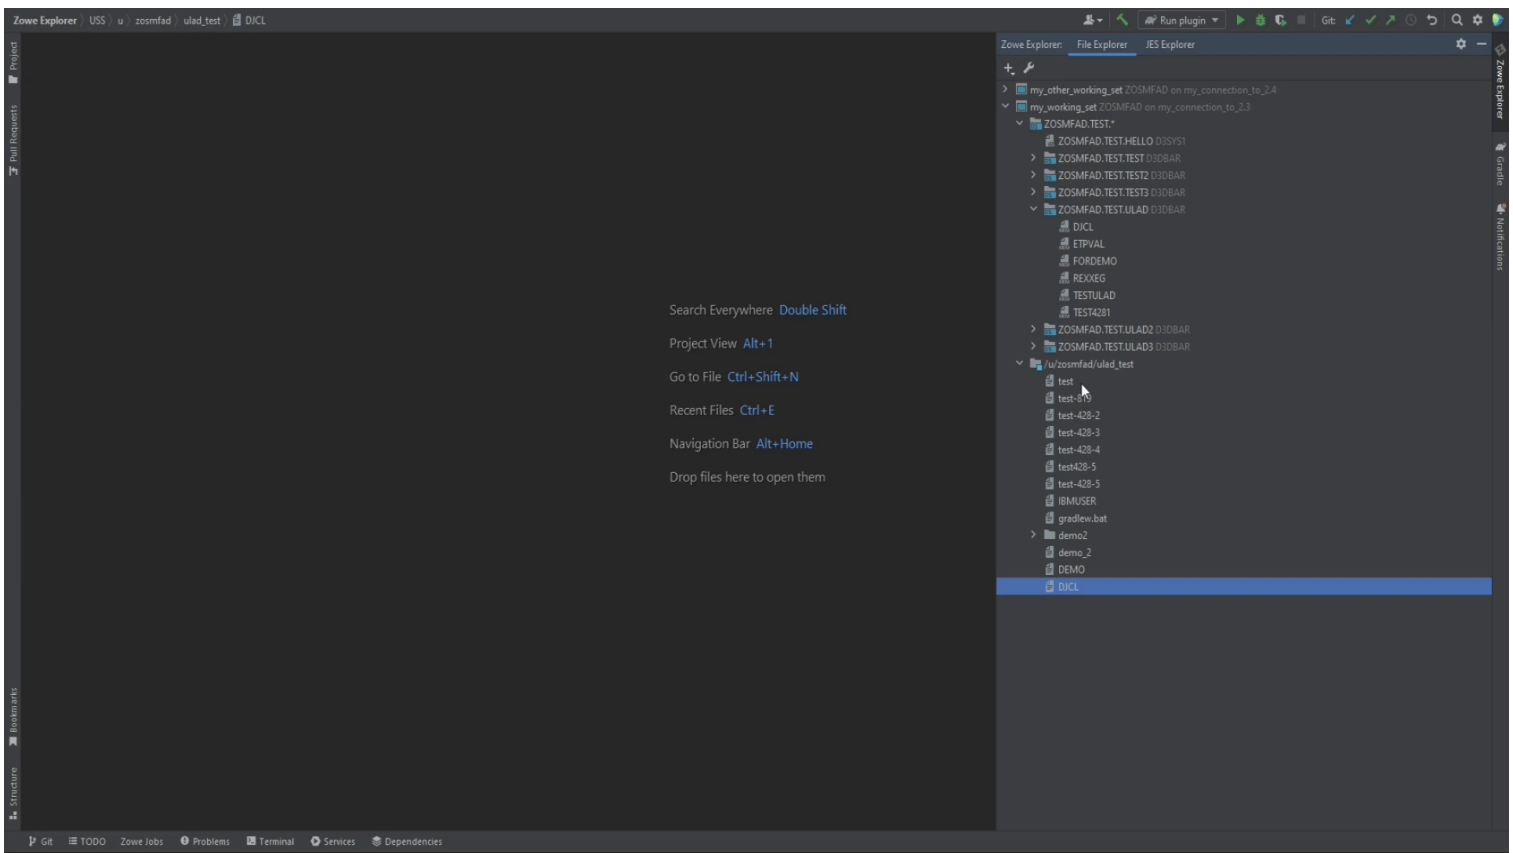 Zowe Explorer USS u zosmfad ulad_test DJCL
Run plugin
Git:
Project
Pull Requests
Bookmarks
Structure
Search Everywhere Double Shift
Project View Alt+1
Go to File Ctrl+Shift+N
Recent Files Ctrl+E
Navigation Bar Alt+Home
Drop files here to open them
Zowe Explorer: File Explorer JES Explorer
my_other_working_set ZOSMFAD on my_connection_to_2.4
my_working_set ZOSMFAD on my_connection_to_2.3
ZOSMFAD.TEST.*
ZOSMFAD.TEST.HELLO D3SYS1
ZOSMFAD.TEST.TEST D3DBAR
ZOSMFAD.TEST.TEST2 D3DBAR
ZOSMFAD.TEST.TEST3 D3DBAR
ZOSMFAD.TEST.ULAD D3DBAR
DJCL
ETPVAL
FORDEMO
REXXEG
TESTULAD
TEST4281
ZOSMFAD.TEST.ULAD2 D3DBAR
ZOSMFAD.TEST.ULAD3 D3DBAR
/u/zosmfad/ulad_test
test
test-819
test-428-2
test-428-3
test-428-4
test428-5
test-428-5
IBMUSER
gradlew.bat
demo2
demo_2
DEMO
DJCL
Zowe Explorer
Gradle
Notifications
Git TODO Zowe Jobs Problems Terminal Services Dependencies